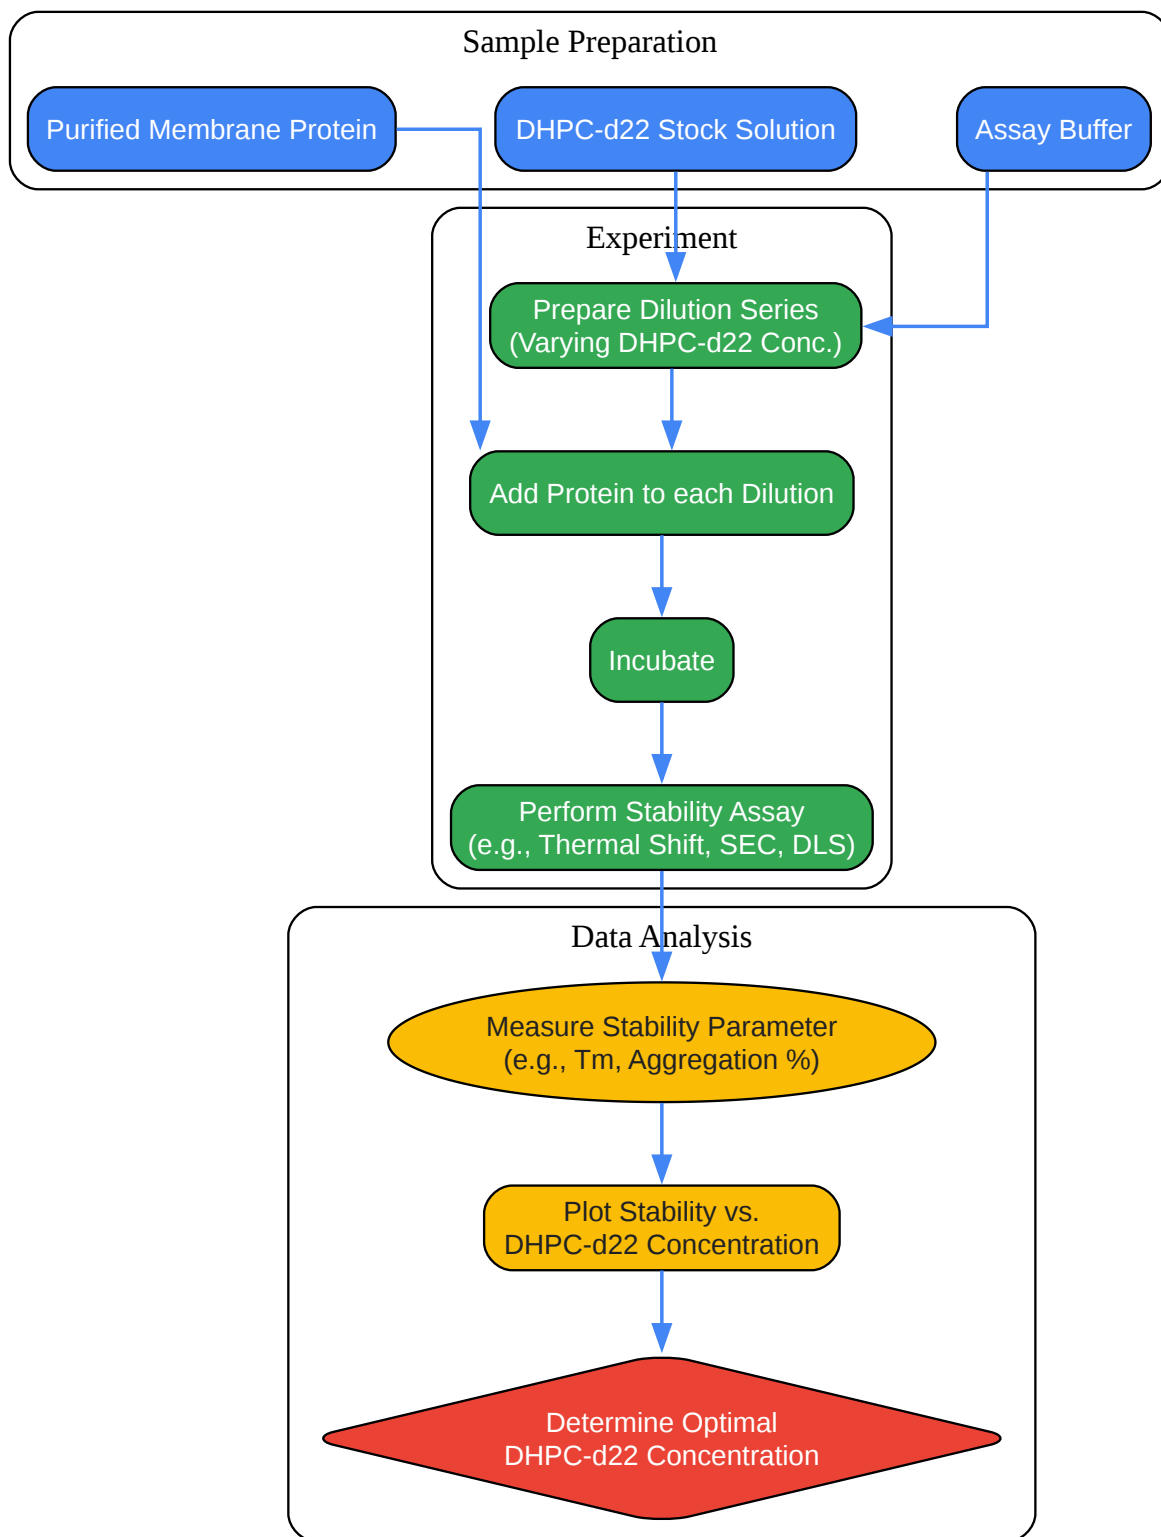 Sample Preparation
Purified Membrane Protein
DHPC-d22 Stock Solution
Assay Buffer
Experiment
Prepare Dilution Series
(Varying DHPC-d22 Conc.)
Add Protein to each Dilution
Incubate
Perform Stability Assay
(e.g., Thermal Shift, SEC, DLS)
Data Analysis
Measure Stability Parameter
(e.g., Tm, Aggregation %)
Plot Stability vs.
DHPC-d22 Concentration
Determine Optimal
DHPC-d22 Concentration